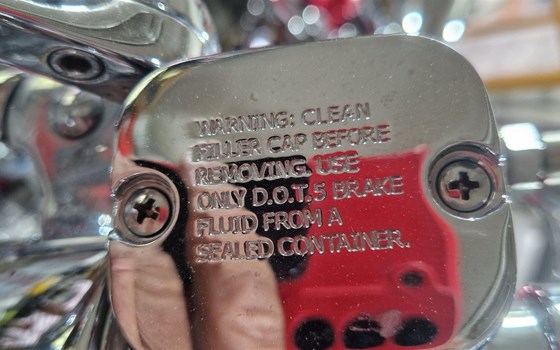 WARNING: CLEAN
FILLER CAP BEFORE
REMOVING. USE
ONLY D.O.T.5 BRAKE
FLUID FROM A
SEALED CONTAINER.